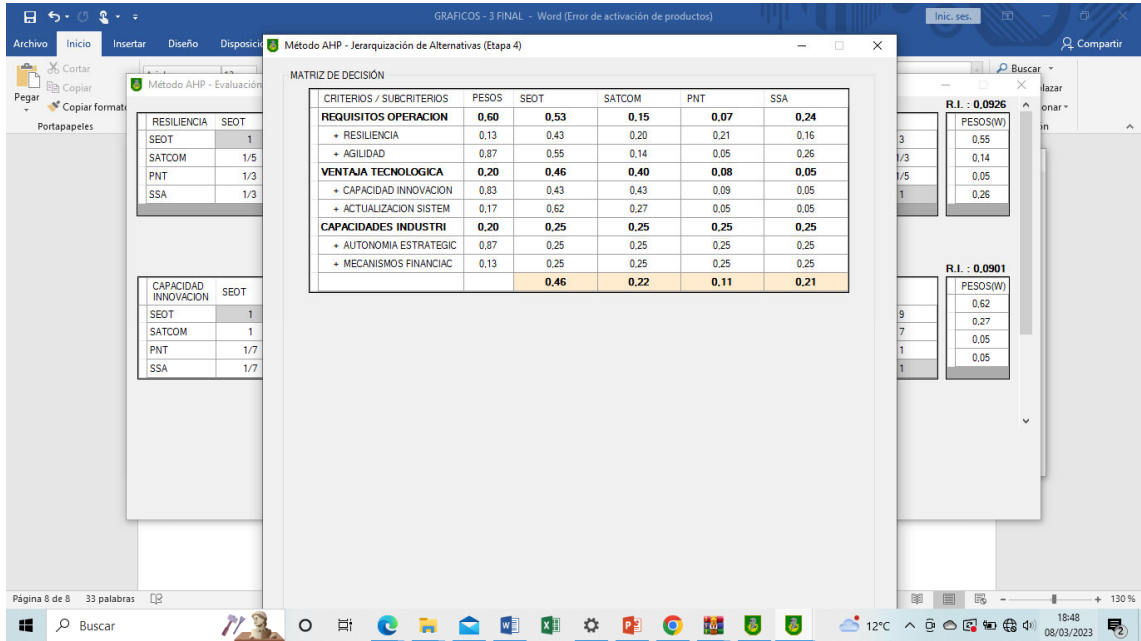 GRAFICOS - 3 FINAL - Word (Error de activación de productos)
Inic. ses.
Archivo Inicio Insertar Diseño Disposici
Compartir
Método AHP - Jerarquización de Alternativas (Etapa 4)
Pegar
Cortar
Copiar
Copiar formato
Portapapeles
Buscar
Método AHP - Evaluación
MATRIZ DE DECISIÓN
CRITERIOS / SUBCRITERIOS PESOS SEOT SATCOM PNT SSA
REQUISITOS OPERACION 0,60 0,53 0,15 0,07 0,24
+ RESILIENCIA 0,13 0,43 0,20 0,21 0,16
+ AGILIDAD 0,87 0,55 0,14 0,05 0,26
VENTAJA TECNOLOGICA 0,20 0,46 0,40 0,08 0,05
+ CAPACIDAD INNOVACION 0,83 0,43 0,43 0,09 0,05
+ ACTUALIZACION SISTEM 0,17 0,62 0,27 0,05 0,05
CAPACIDADES INDUSTRI 0,20 0,25 0,25 0,25 0,25
+ AUTONOMIA ESTRATEGIC 0,87 0,25 0,25 0,25 0,25
+ MECANISMOS FINANCIAC 0,13 0,25 0,25 0,25 0,25
0,46 0,22 0,11 0,21
RESILIENCIA SEOT
SEOT 1
SATCOM 1/5
PNT 1/3
SSA 1/3
R.I. : 0,0926
PESOS(W)
3 0,55
1/3 0,14
1/5 0,05
1 0,26
CAPACIDAD INNOVACION SEOT
SEOT 1
SATCOM 1
PNT 1/7
SSA 1/7
R.I. : 0,0901
PESOS(W)
9 0,62
7 0,27
1 0,05
1 0,05
Página 8 de 8 33 palabras
130 %
Buscar
12°C
18:48
08/03/2023